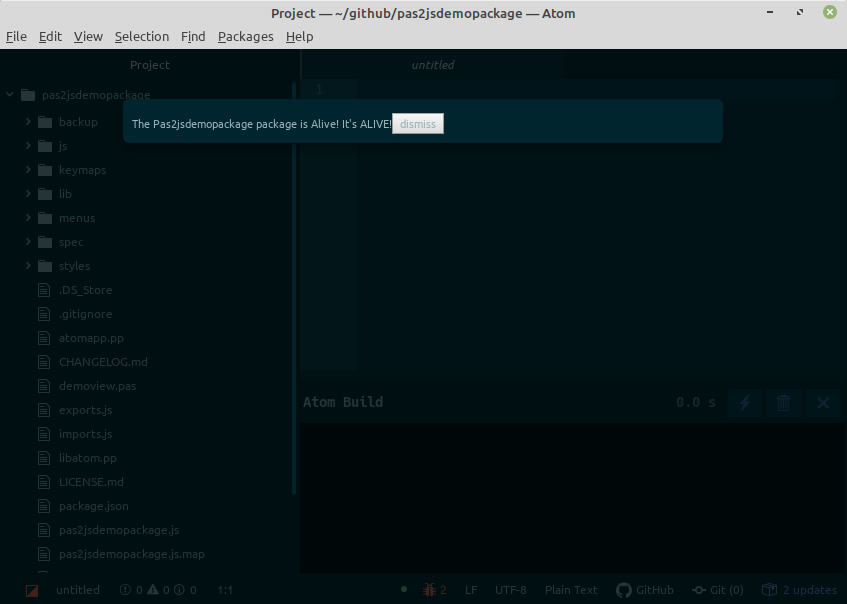 Project — ~/github/pas2jsdemopackage — Atom
File Edit View Selection Find Packages Help
Project
untitled
pas2jsdemopackage
1
The Pas2jsdemopackage package is Alive! It's ALIVE! dismiss
backup
js
keymaps
lib
menus
spec
styles
.DS_Store
.gitignore
atomapp.pp
CHANGELOG.md
demoview.pas
exports.js
imports.js
libatom.pp
LICENSE.md
package.json
pas2jsdemopackage.js
pas2jsdemopackage.js.map
Atom Build 0.0 s
untitled 0 0 0 1:1 2 LF UTF-8 Plain Text GitHub Git (0) 2 updates